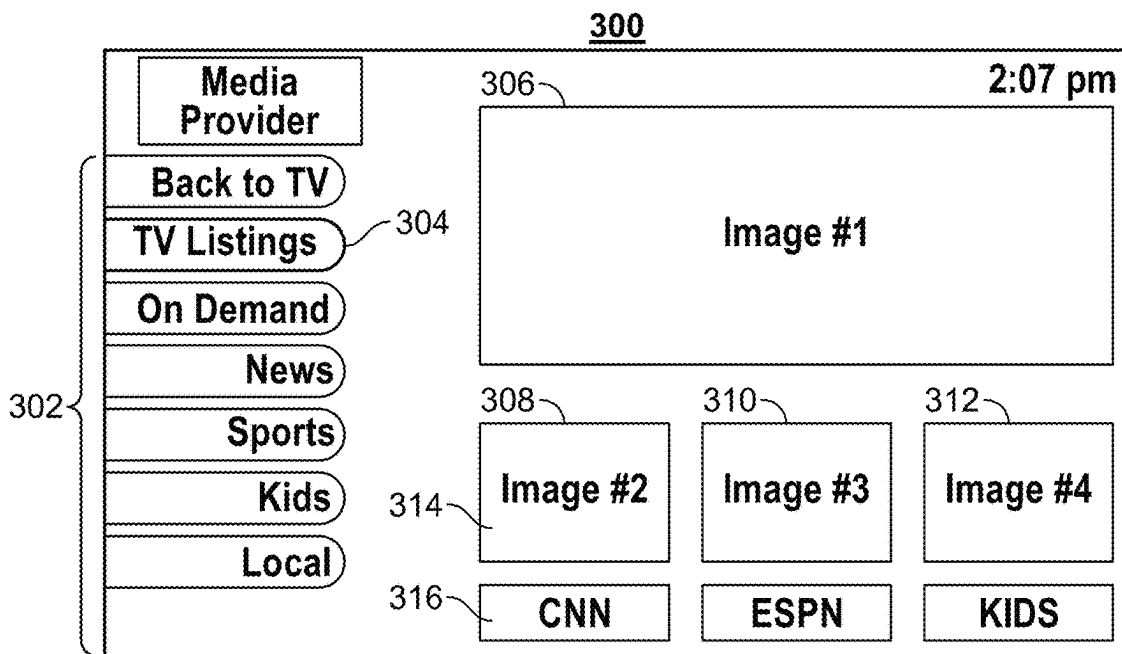 300
Media
Provider
2:07 pm
306
Back to TV
TV Listings
304
Image #1
On Demand
News
302
Sports
Kids
Local
308
310
312
Image #2
Image #3
Image #4
314
316
CNN
ESPN
KIDS